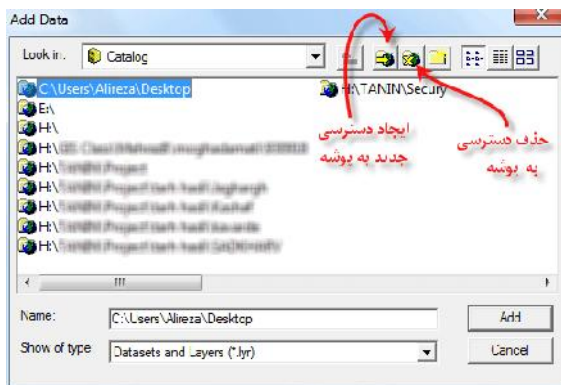 Add Data
Look in:
Catalog
C:\Users\Alireza\Desktop
E:\
H:\
H:\
H:\
H:\
H:\
H:\
H:\
H:\TANIN\Secury
ایجاد دسترسی
جدید به پوشه
حذف دسترسی
به پوشه
Name:
C:\Users\Alireza\Desktop
Add
Show of type
Datasets and Layers (*.lyr)
Cancel